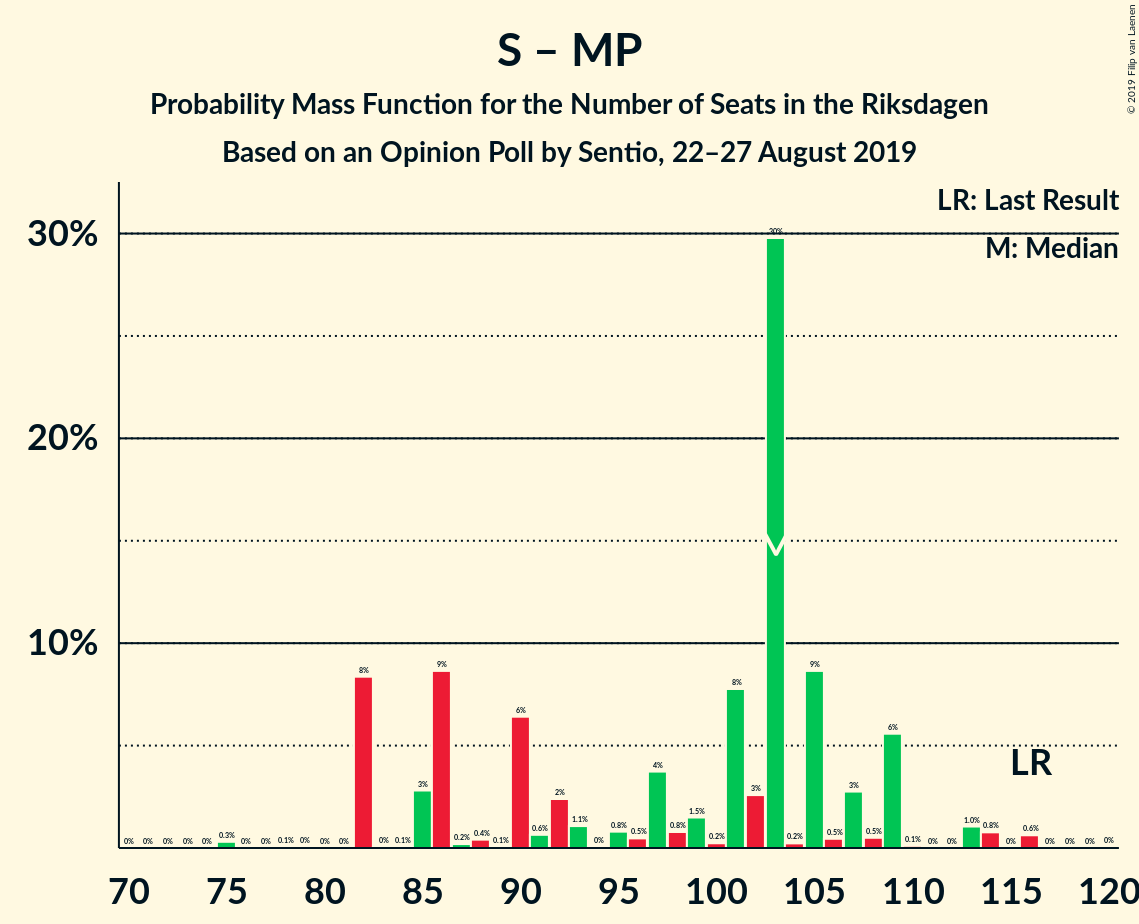 S – MP
Probability Mass Function for the Number of Seats in the Riksdagen
Based on an Opinion Poll by Sentio, 22–27 August 2019
© 2019 Filip van Laenen
LR: Last Result
M: Median
30%
20%
10%
0% 0% 0% 0% 0% 0.3% 0% 0% 0.1% 0% 0% 0% 8% 0% 0.1% 3% 9% 0.2% 0.4% 0.1% 6% 0.6% 2% 1.1% 0% 0.8% 0.5% 4% 0.8% 1.5% 0.2% 8% 3% 30% 0.2% 9% 0.5% 3% 0.5% 6% 0.1% 0% 0% 1.0% 0.8% 0% 0.6% 0% 0% 0% 0%
LR
70 75 80 85 90 95 100 105 110 115 120